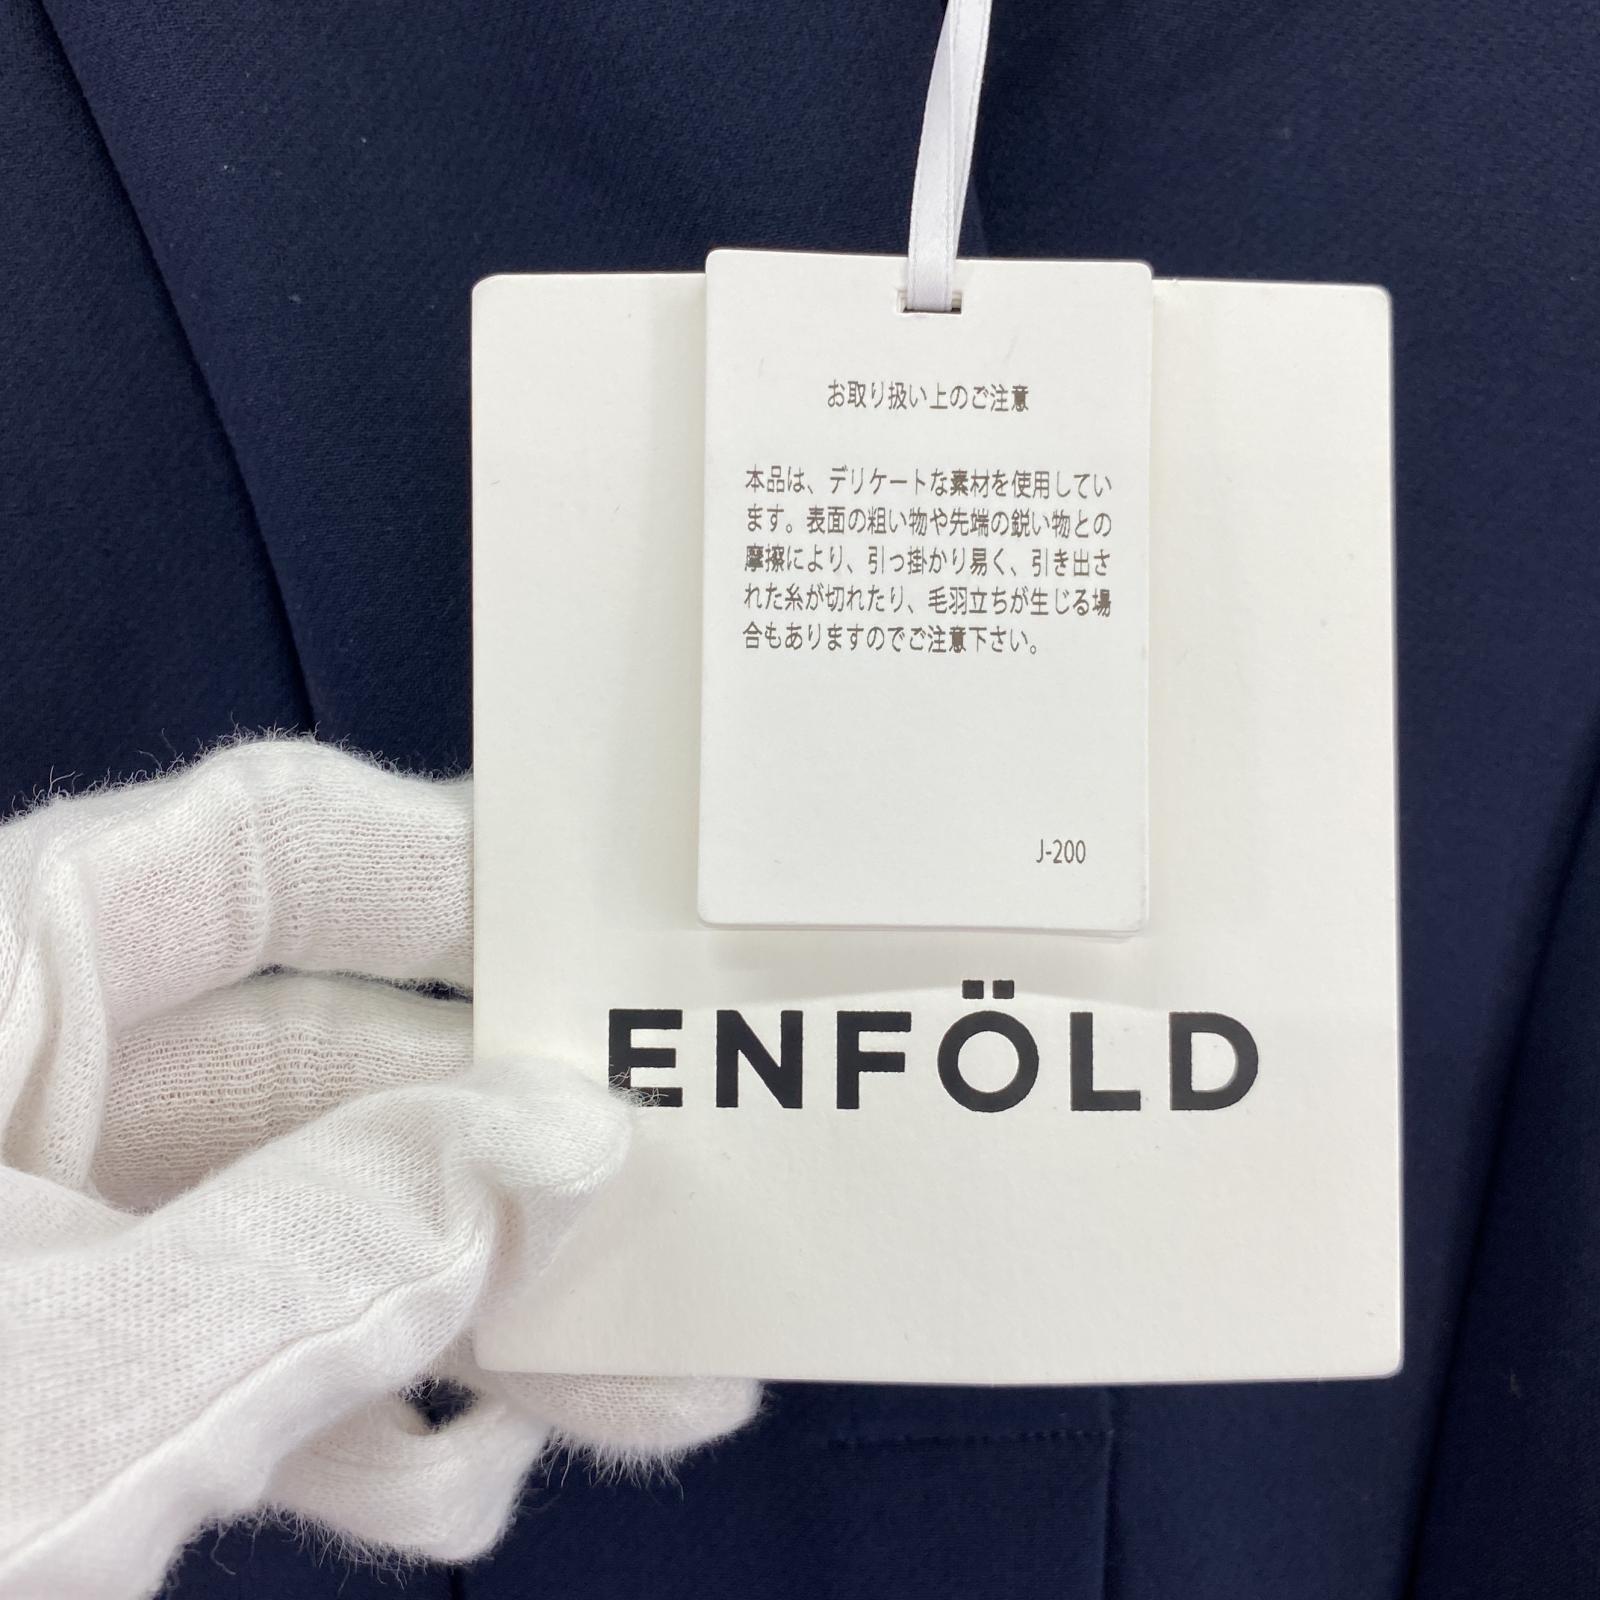 お取り扱い上のご注意
本品は、デリケートな素材を使用してい
ます。表面の粗い物や先端の鋭い物との
摩擦により、引っ掛かり易く、引き出さ
れた糸が切れたり、毛羽立ちが生じる場
合もありますのでご注意下さい。
J-200
ENFÖLD